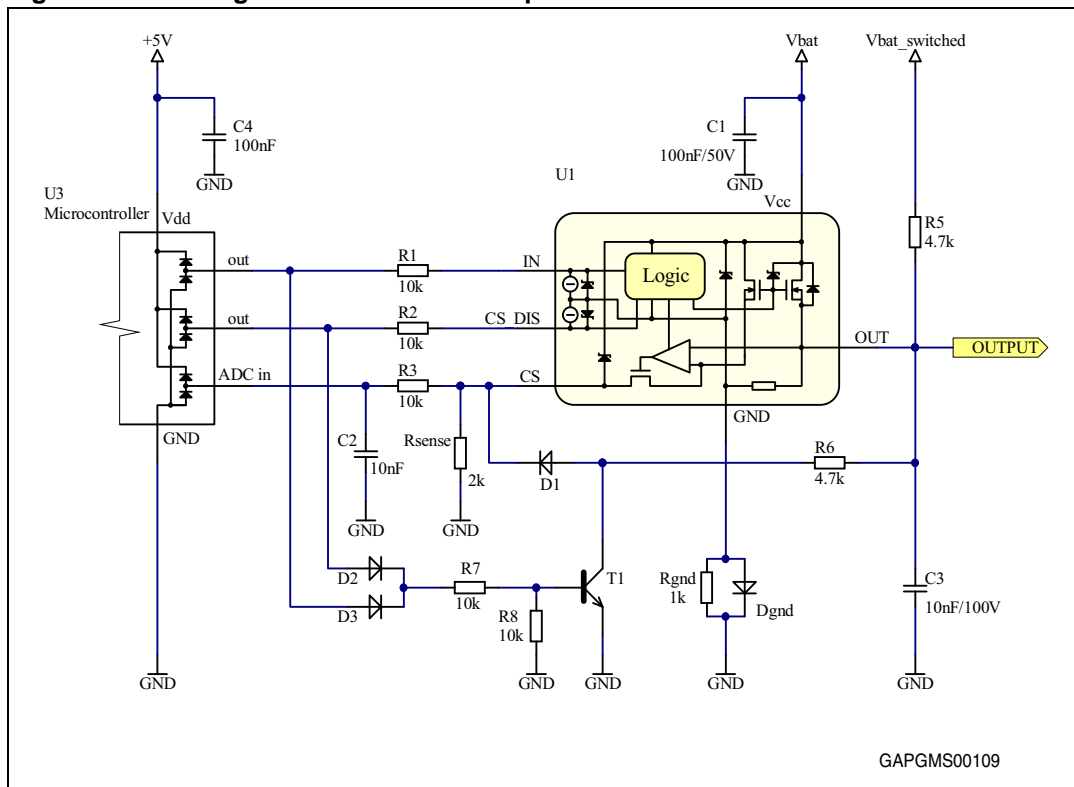 +5V
Vbat
Vbat_switched
C4
100nF
GND
C1
100nF/50V
GND
U3
Microcontroller
Vdd
U1
Vcc
R5
4.7k
out
R1
10k
IN
Logic
out
R2
10k
CS_DIS
OUT
OUTPUT
ADC in
R3
10k
CS
GND
GND
C2
10nF
GND
Rsense
2k
GND
D1
R6
4.7k
D2
D3
R7
10k
R8
10k
T1
Rgnd
1k
Dgnd
C3
10nF/100V
GND
GND
GND
GND
GND
GAPGMS00109